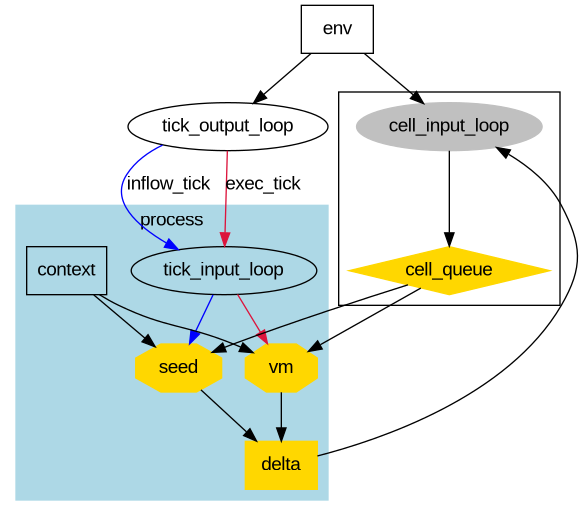 env
tick_output_loop
cell_input_loop
inflow_tick
exec_tick
process
context
tick_input_loop
cell_queue
seed
vm
delta